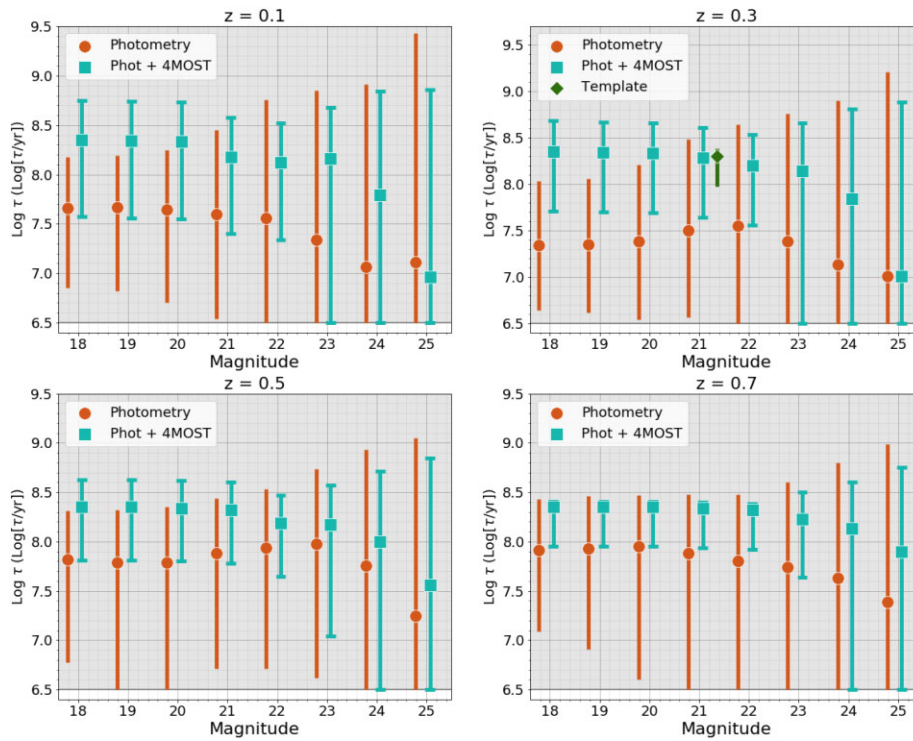 z = 0.1
9.5
9.0
8.5
8.0
7.5
7.0
6.5
Log τ (Log[τ/yr])
Photometry
Phot + 4MOST
18 19 20 21 22 23 24 25
Magnitude
z = 0.3
9.5
9.0
8.5
8.0
7.5
7.0
6.5
Log τ (Log[τ/yr])
Photometry
Phot + 4MOST
Template
18 19 20 21 22 23 24 25
Magnitude
z = 0.5
9.5
9.0
8.5
8.0
7.5
7.0
6.5
Log τ (Log[τ/yr])
Photometry
Phot + 4MOST
18 19 20 21 22 23 24 25
Magnitude
z = 0.7
9.5
9.0
8.5
8.0
7.5
7.0
6.5
Log τ (Log[τ/yr])
Photometry
Phot + 4MOST
18 19 20 21 22 23 24 25
Magnitude